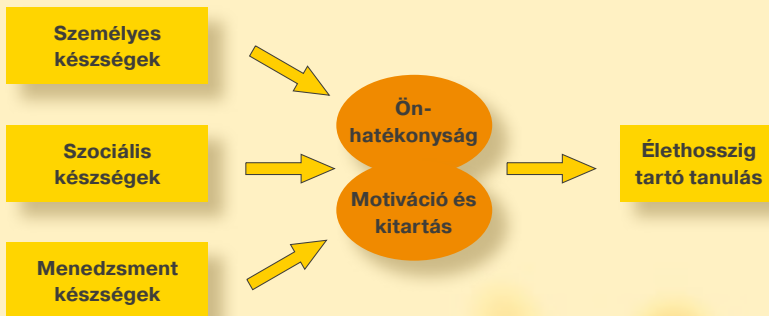 Személyes
készségek
Szociális
készségek
Menedzsment
készségek
Ön-
hatékonyság
Motiváció és
kitartás
Élethosszig
tartó tanulás